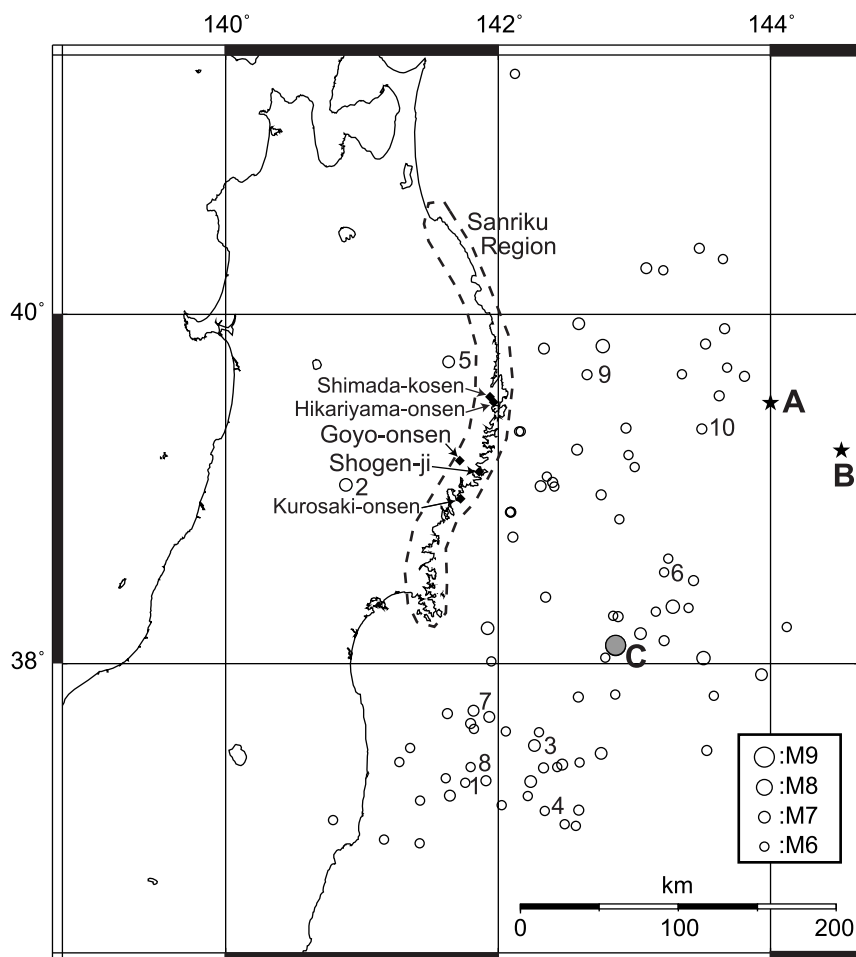 140˚ 142˚ 144˚
Sanriku
Region
40˚
5
9
Shimada-kosen
Hikariyama-onsen
A
10
Goyo-onsen
B
Shogen-ji
2
Kurosaki-onsen
6
38˚
C
7
3
8
1
4
:M9
:M8
:M7
:M6
km
0 100 200